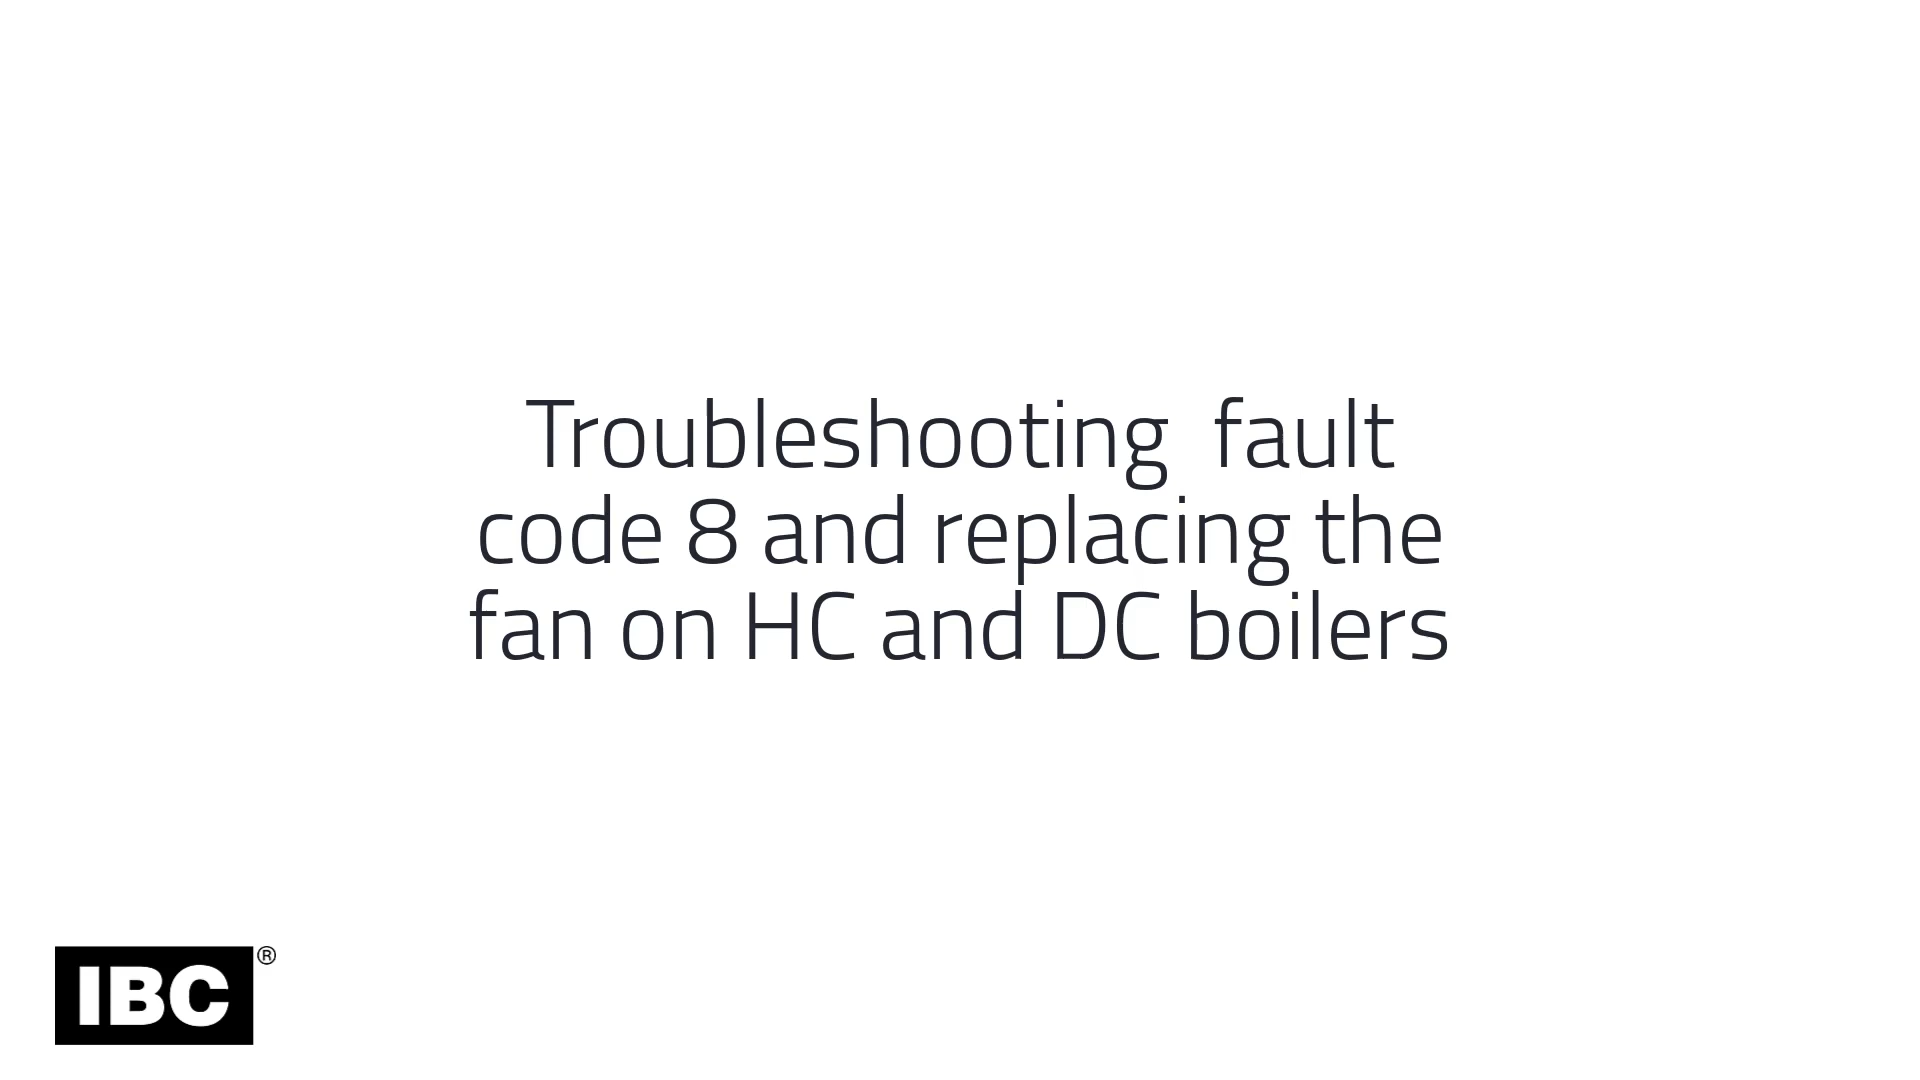 Troubleshooting  fault
code 8 and replacing the
fan on HC and DC boilers
IBC®